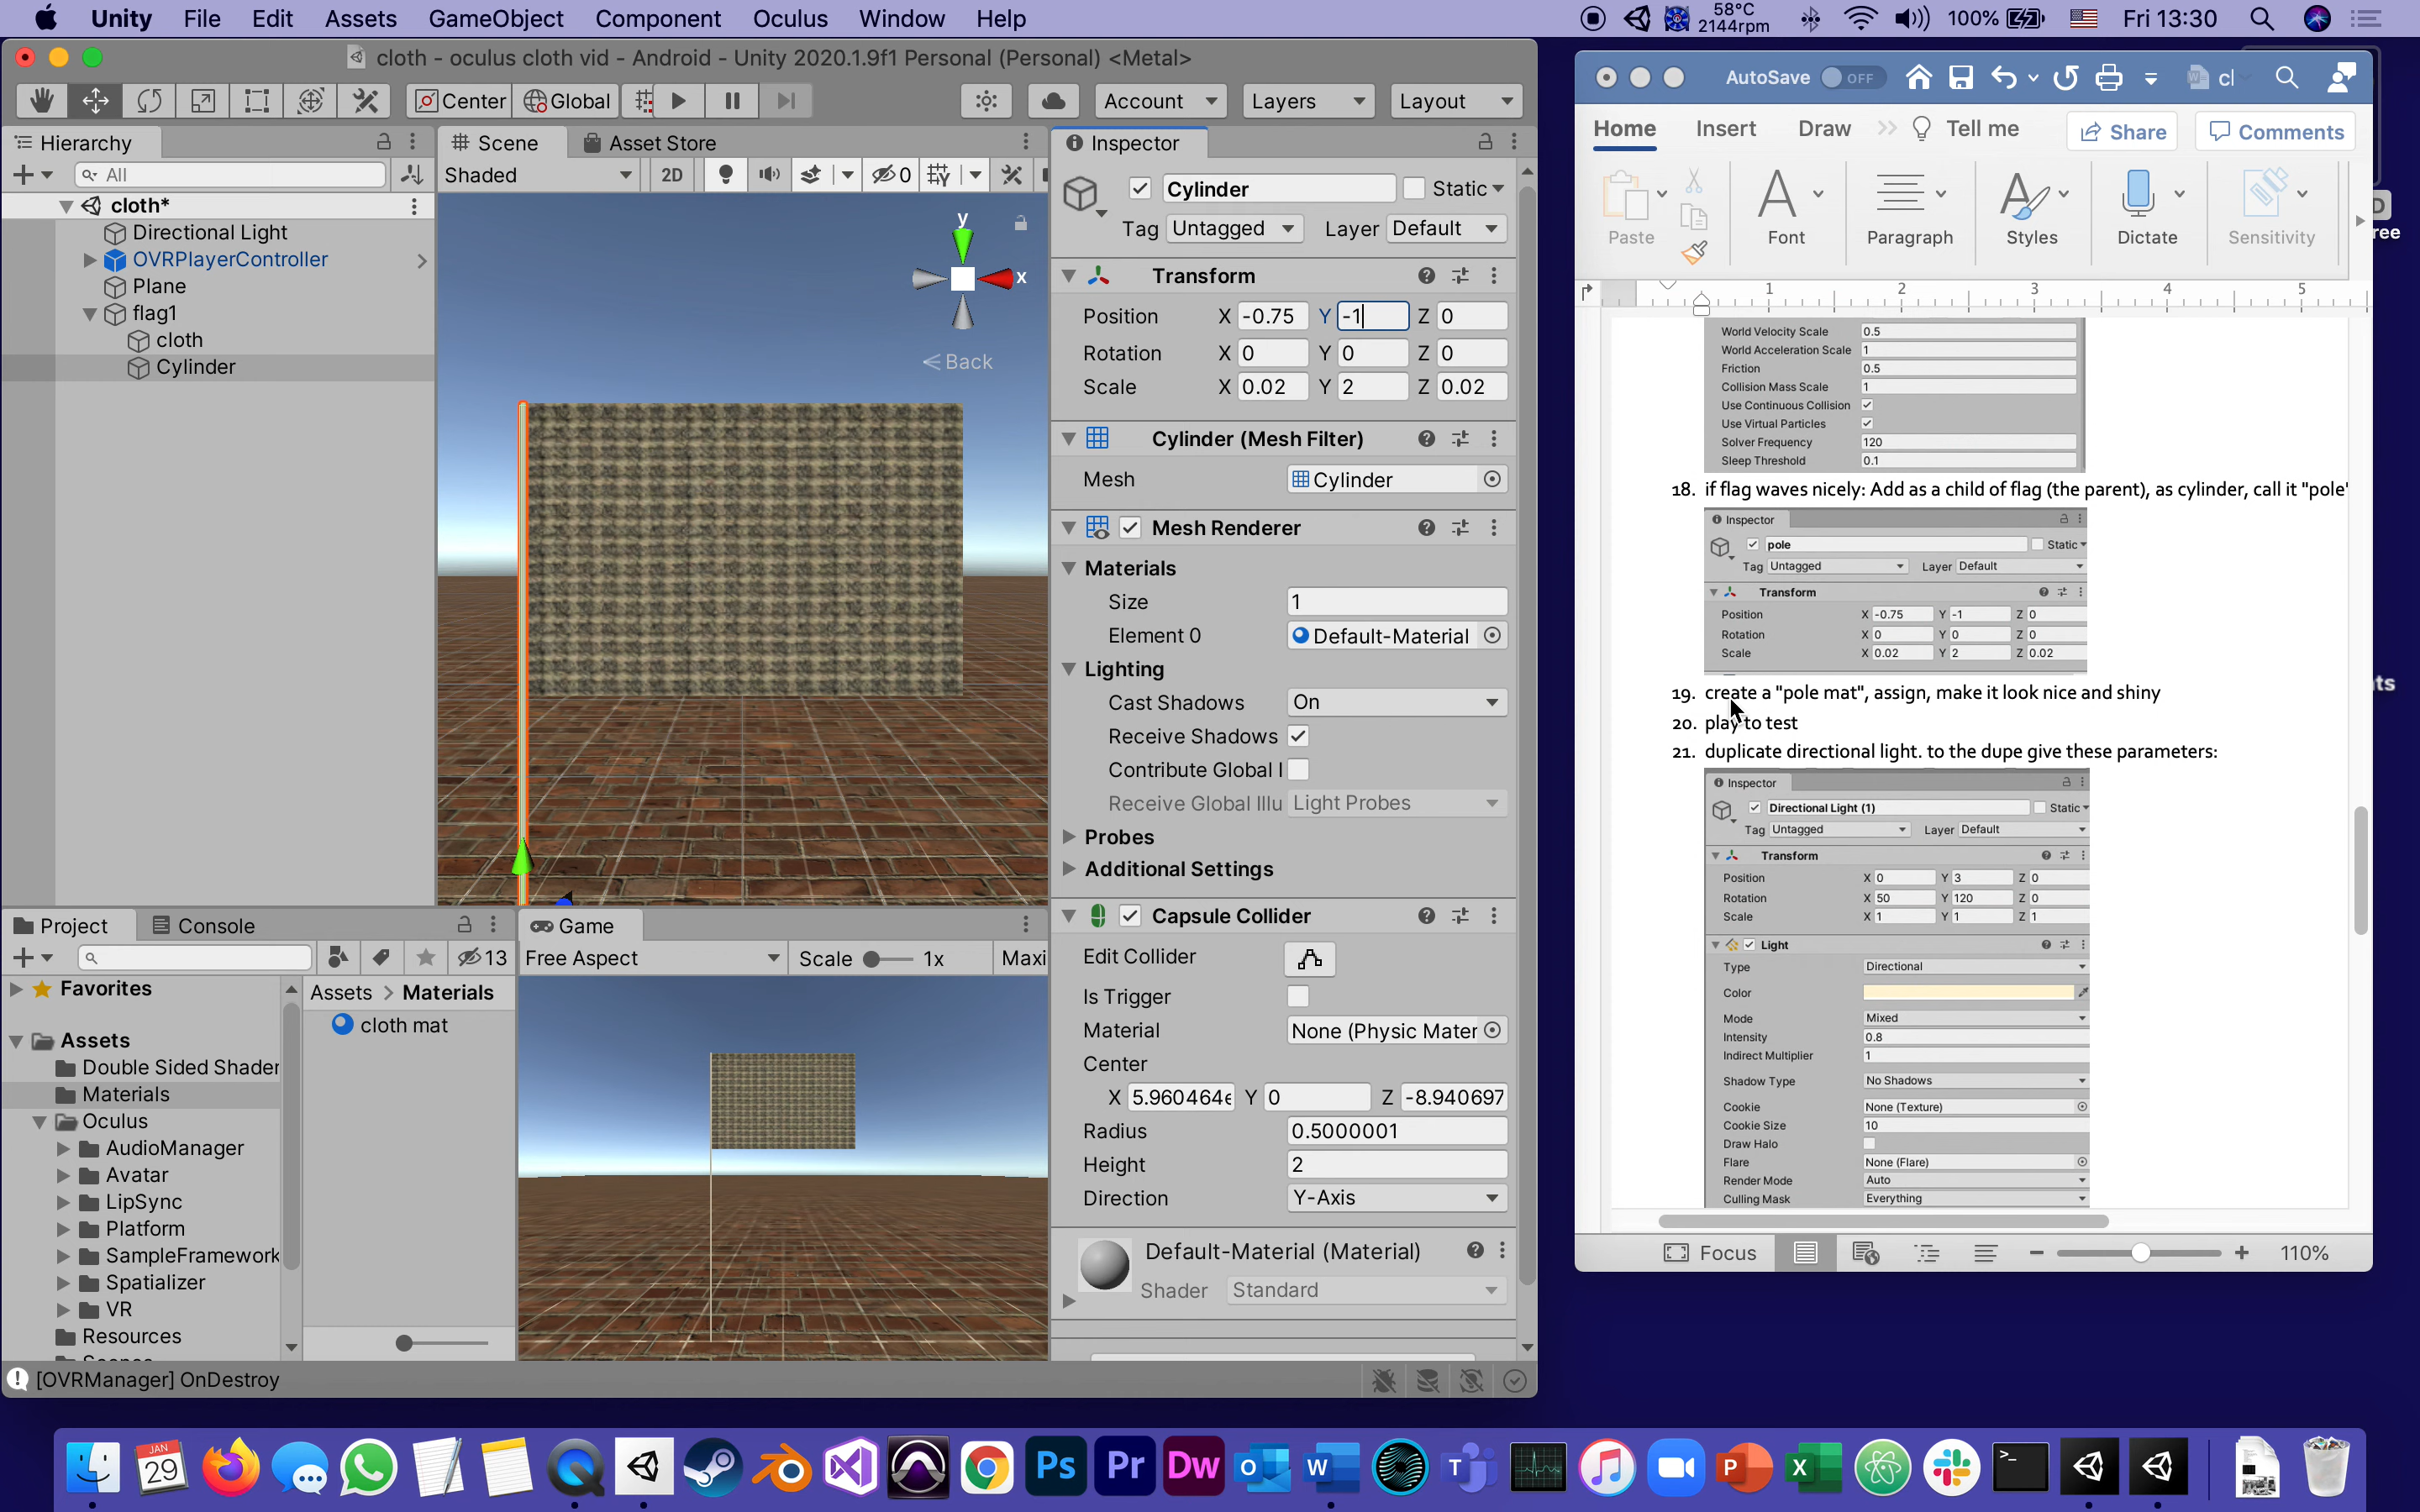 Unity File Edit Assets GameObject Component Oculus Window Help
58°C
2144rpm
100% Fri 13:30
cloth - oculus cloth vid - Android - Unity 2020.1.9f1 Personal (Personal) <Metal>
Center Global Account Layers Layout
Hierarchy
All
cloth*
Directional Light
OVRPlayerController
Plane
flag1
cloth
Cylinder
Scene Asset Store
Shaded 2D 0
y
x
Back
Inspector
Cylinder Static
Tag Untagged Layer Default
Transform
Position X -0.75 Y -1 Z 0
Rotation X 0 Y 0 Z 0
Scale X 0.02 Y 2 Z 0.02
Cylinder (Mesh Filter)
Mesh Cylinder
Mesh Renderer
Materials
Size 1
Element 0 Default-Material
Lighting
Cast Shadows On
Receive Shadows
Contribute Global I
Receive Global Illu Light Probes
Probes
Additional Settings
Capsule Collider
Edit Collider
Is Trigger
Material None (Physic Mater
Center
X 5.960464e Y 0 Z -8.940697
Radius 0.5000001
Height 2
Direction Y-Axis
Default-Material (Material)
Shader Standard
Project Console
13
Favorites
Assets
Double Sided Shader
Materials
Oculus
AudioManager
Avatar
LipSync
Platform
SampleFramework
Spatializer
VR
Resources
Assets > Materials
cloth mat
Game
Free Aspect Scale 1x Maxi
[OVRManager] OnDestroy
AutoSave OFF cl
Home Insert Draw Tell me Share Comments
Paste Font Paragraph Styles Dictate Sensitivity
1 2 3 4 5
World Velocity Scale 0.5
World Acceleration Scale 1
Friction 0.5
Collision Mass Scale 1
Use Continuous Collision
Use Virtual Particles
Solver Frequency 120
Sleep Threshold 0.1
18. if flag waves nicely: Add as a child of flag (the parent), as cylinder, call it "pole"
Inspector
pole Static
Tag Untagged Layer Default
Transform
Position X -0.75 Y -1 Z 0
Rotation X 0 Y 0 Z 0
Scale X 0.02 Y 2 Z 0.02
19. create a "pole mat", assign, make it look nice and shiny
20. play to test
21. duplicate directional light. to the dupe give these parameters:
Inspector
Directional Light (1) Static
Tag Untagged Layer Default
Transform
Position X 0 Y 3 Z 0
Rotation X 50 Y 120 Z 0
Scale X 1 Y 1 Z 1
Light
Type Directional
Color
Mode Mixed
Intensity 0.8
Indirect Multiplier 1
Shadow Type No Shadows
Cookie None (Texture)
Cookie Size 10
Draw Halo
Flare None (Flare)
Render Mode Auto
Culling Mask Everything
Focus 110%
D
ree
ts
JAN
29
Ps Pr Dw O W T P X